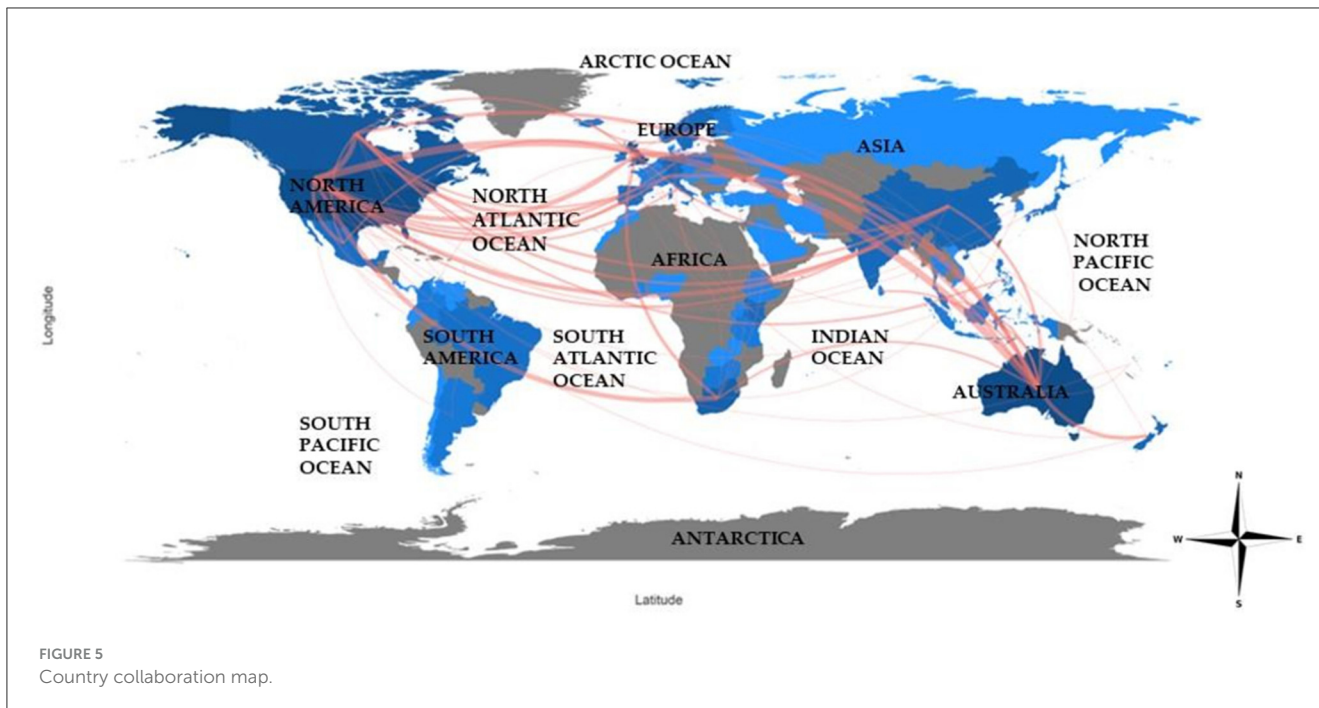 ARCTIC OCEAN
EUROPE
ASIA
NORTH
AMERICA
NORTH
ATLANTIC
OCEAN
NORTH
PACIFIC
OCEAN
AFRICA
Longitude
SOUTH
AMERICA
SOUTH
ATLANTIC
OCEAN
INDIAN
OCEAN
AUSTRALIA
SOUTH
PACIFIC
OCEAN
ANTARCTICA
N
W
E
S
Latitude
FIGURE 5
Country collaboration map.